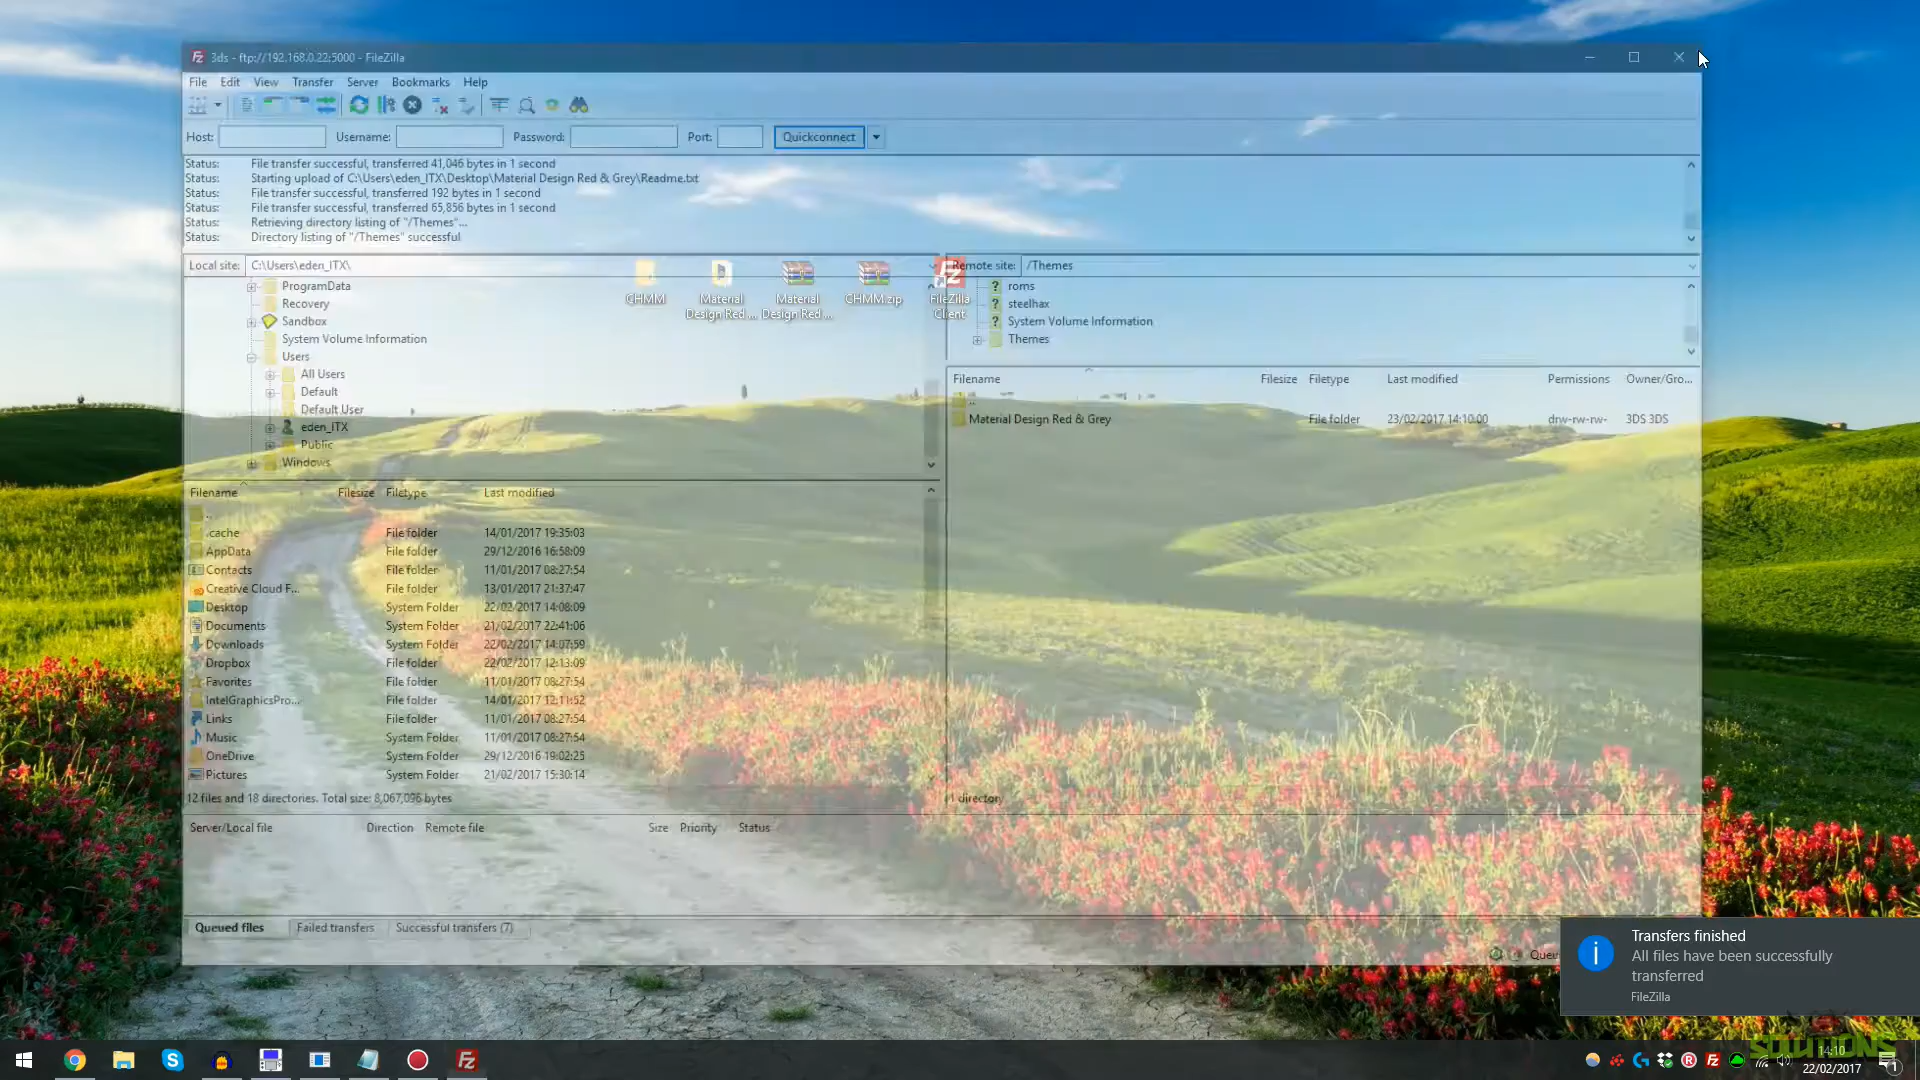 3ds - ftp://192.168.0.22:5000 - FileZilla
File Edit View Transfer Server Bookmarks Help
Host: Username: Password: Port: Quickconnect
Status: File transfer successful, transferred 41,046 bytes in 1 second
Status: Starting upload of C:\Users\eden_ITX\Desktop\Material Design Red & Grey\Readme.txt
Status: File transfer successful, transferred 192 bytes in 1 second
Status: File transfer successful, transferred 65,856 bytes in 1 second
Status: Retrieving directory listing of "/Themes"...
Status: Directory listing of "/Themes" successful
Local site: C:\Users\eden_ITX\
ProgramData
Recovery
Sandbox
System Volume Information
Users
All Users
Default
Default User
eden_ITX
Public
Windows
CHMM
Material Design Red ...
Material Design Red ...
CHMM.zip
FileZilla Client
Remote site: /Themes
roms
steelhax
System Volume Information
Themes
Filename Filesize Filetype Last modified Permissions Owner/Gro...
..
Material Design Red & Grey File folder 23/02/2017 14:10:00 drw-rw-rw- 3DS 3DS
1 directory
Filename Filesize Filetype Last modified
..
.cache File folder 14/01/2017 19:35:03
AppData File folder 29/12/2016 16:58:09
Contacts File folder 11/01/2017 08:27:54
Creative Cloud F... File folder 13/01/2017 21:37:47
Desktop System Folder 22/02/2017 14:08:09
Documents System Folder 21/02/2017 22:41:06
Downloads System Folder 22/02/2017 14:07:59
Dropbox File folder 22/02/2017 12:13:09
Favorites File folder 11/01/2017 08:27:54
IntelGraphicsPro... File folder 14/01/2017 12:11:52
Links File folder 11/01/2017 08:27:54
Music System Folder 11/01/2017 08:27:54
OneDrive System Folder 29/12/2016 19:02:25
Pictures System Folder 21/02/2017 15:30:14
12 files and 18 directories. Total size: 8,067,096 bytes
Server/Local file Direction Remote file Size Priority Status
Queued files Failed transfers Successful transfers (7)
Queu
Transfers finished
All files have been successfully
transferred
FileZilla
SOLUTIONS
14:10
22/02/2017
1